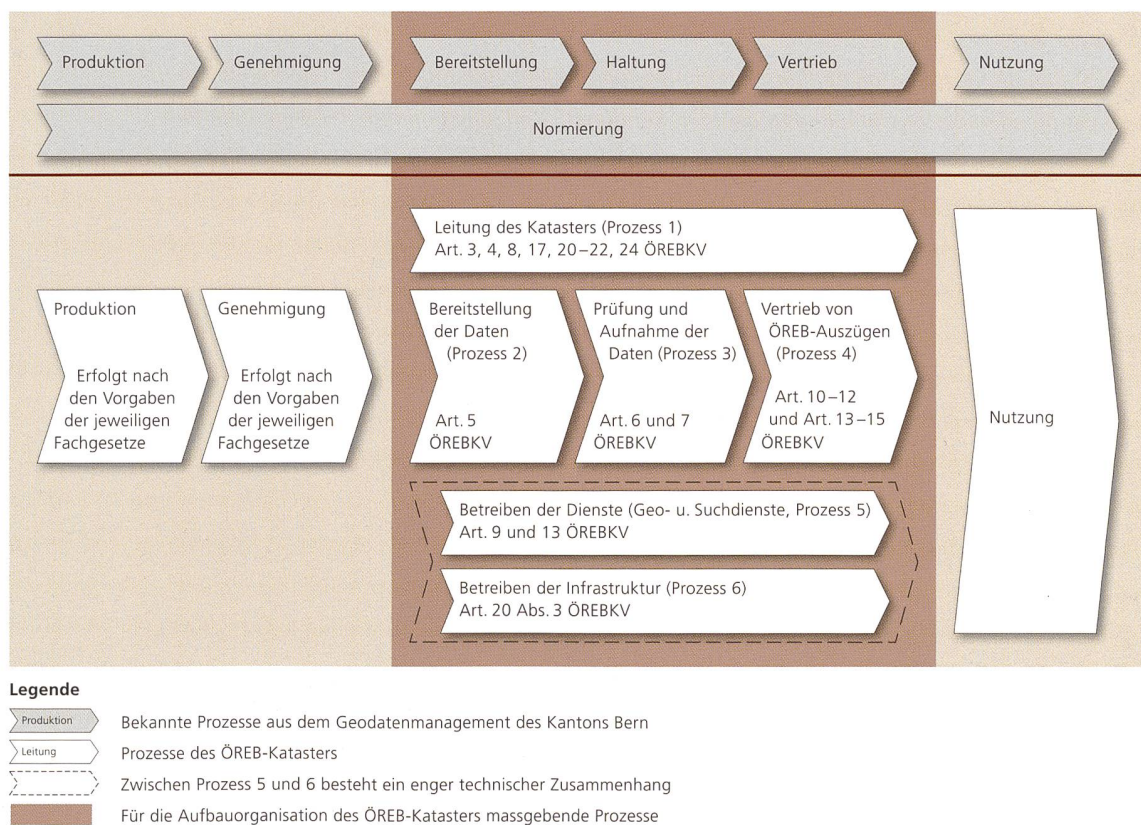 Produktion
Genehmigung
Bereitstellung
Haltung
Vertrieb
Nutzung
Normierung
Leitung des Katasters (Prozess 1)
Art. 3, 4, 8, 17, 20–22, 24 ÖREBKV
Produktion
Erfolgt nach
den Vorgaben
der jeweiligen
Fachgesetze
Genehmigung
Erfolgt nach
den Vorgaben
der jeweiligen
Fachgesetze
Bereitstellung
der Daten
(Prozess 2)
Art. 5
ÖREBKV
Prüfung und
Aufnahme der
Daten (Prozess 3)
Art. 6 und 7
ÖREBKV
Vertrieb von
ÖREB-Auszügen
(Prozess 4)
Art. 10–12
und Art. 13–15
ÖREBKV
Nutzung
Betreiben der Dienste (Geo- u. Suchdienste, Prozess 5)
Art. 9 und 13 ÖREBKV
Betreiben der Infrastruktur (Prozess 6)
Art. 20 Abs. 3 ÖREBKV
Legende
Produktion
Bekannte Prozesse aus dem Geodatenmanagement des Kantons Bern
Leitung
Prozesse des ÖREB-Katasters
Zwischen Prozess 5 und 6 besteht ein enger technischer Zusammenhang
Für die Aufbauorganisation des ÖREB-Katasters massgebende Prozesse